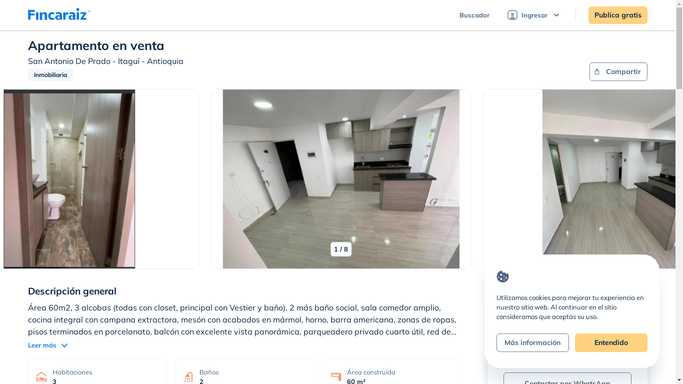 Fincaraiz
Buscador
Ingresar
Publica gratis
Apartamento en venta
San Antonio De Prado - Itaguí - Antioquia
Inmobiliaria
Compartir
1 / 8
Descripción general
Área 60m2, 3 alcobas (todas con closet, principal con Vestier y baño). 2 más baño social, sala comedor amplio,
cocina integral con campana extractora, mesón con acabados en mármol, horno, barra americana, zonas de ropas,
pisos terminados en porcelanato, balcón con excelente vista panorámica, parqueadero privado cuarto útil, red de...
Leer más
Habitaciones
3
Baños
2
Área construida
60 m²
Utilizamos cookies para mejorar tu experiencia en
nuestro sitio web. Al continuar en el sitio
consideramos que aceptas su uso.
Más información
Entendido
Contactar por WhatsApp